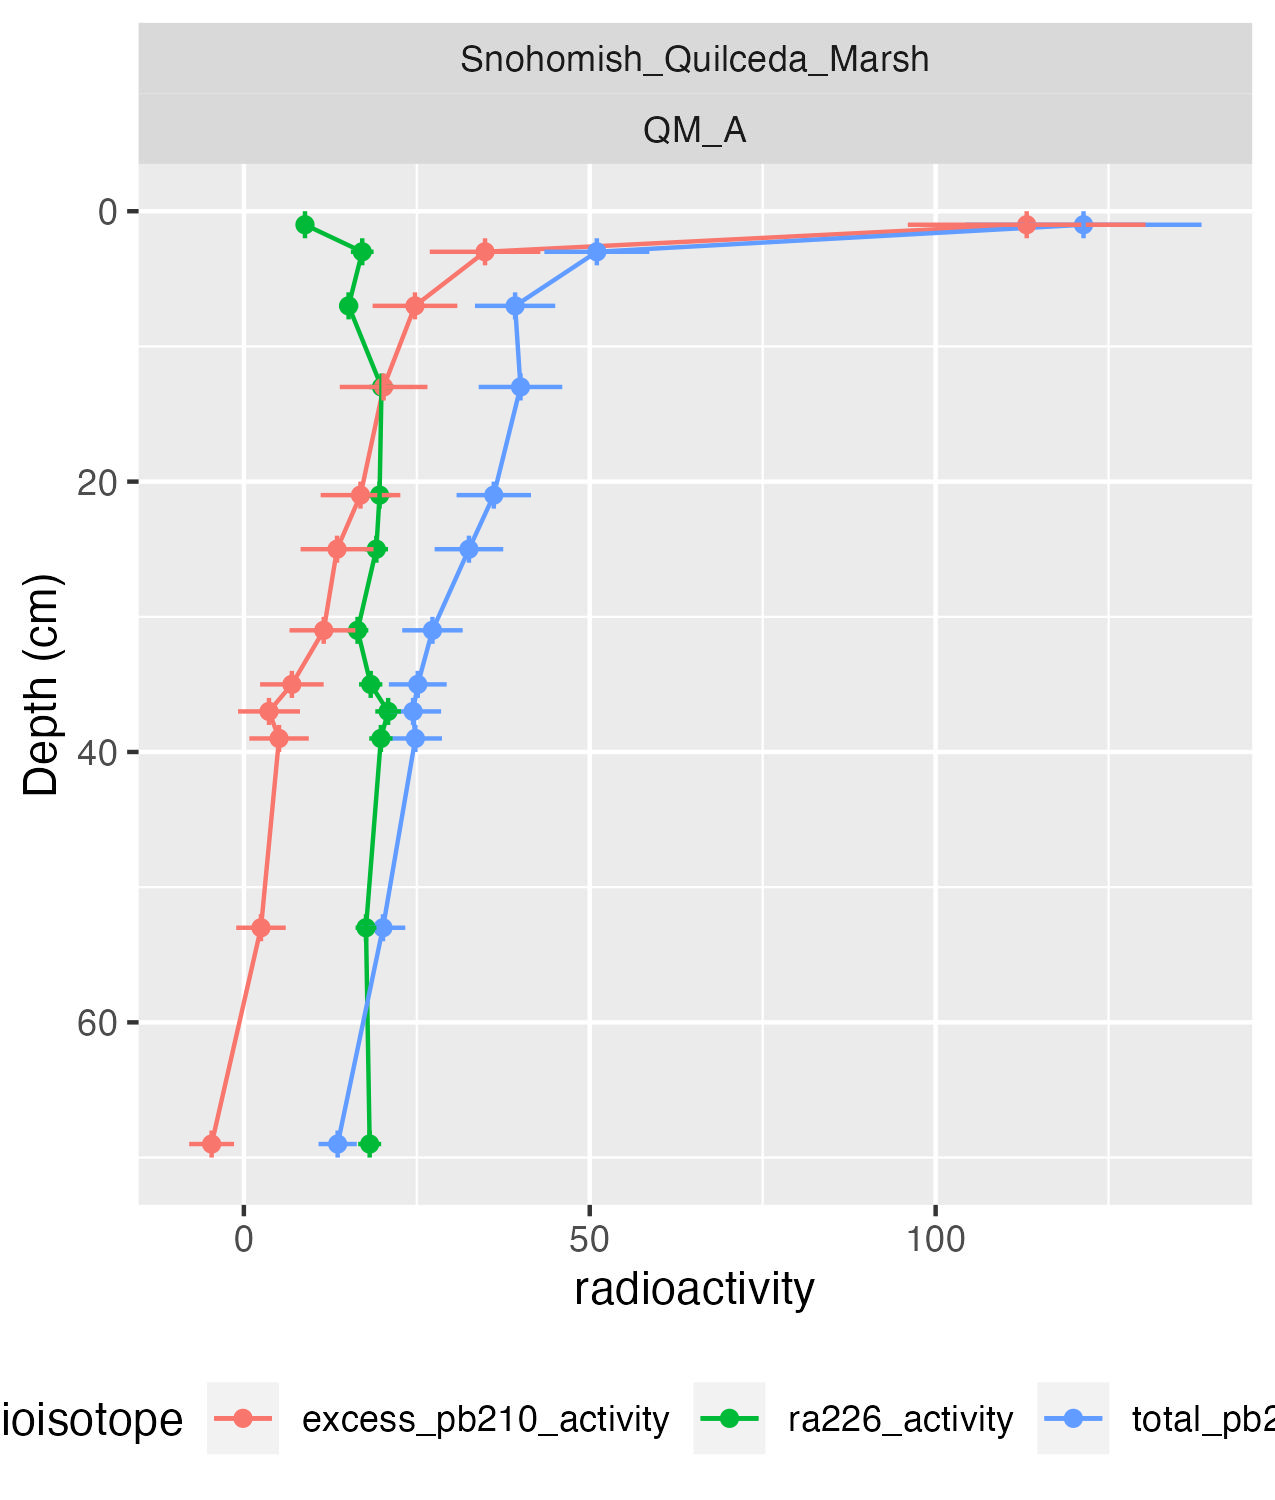 Snohomish_Quilceda_Marsh
QM_A
0
20
40
60
Depth (cm)
0 50 100
radioactivity
ioisotope excess_pb210_activity ra226_activity total_pb2